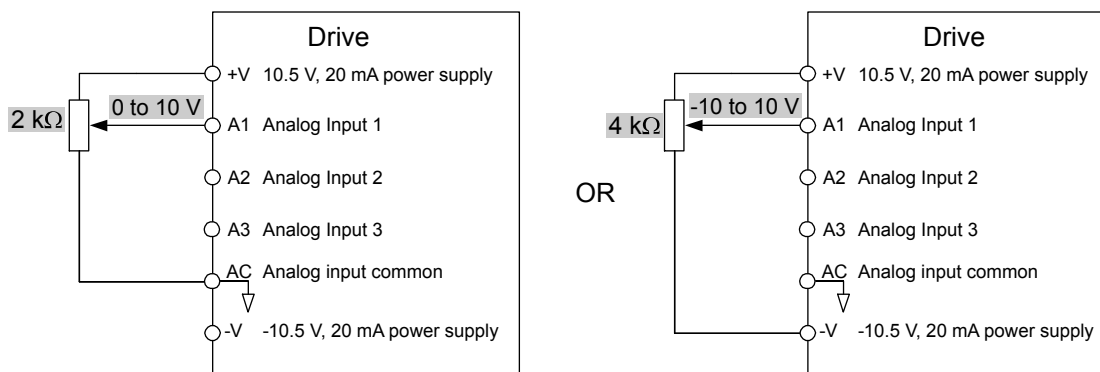 Drive
+V 10.5 V, 20 mA power supply
2 kΩ
0 to 10 V
A1 Analog Input 1
A2 Analog Input 2
A3 Analog Input 3
AC Analog input common
-V -10.5 V, 20 mA power supply
OR
Drive
+V 10.5 V, 20 mA power supply
4 kΩ
-10 to 10 V
A1 Analog Input 1
A2 Analog Input 2
A3 Analog Input 3
AC Analog input common
-V -10.5 V, 20 mA power supply